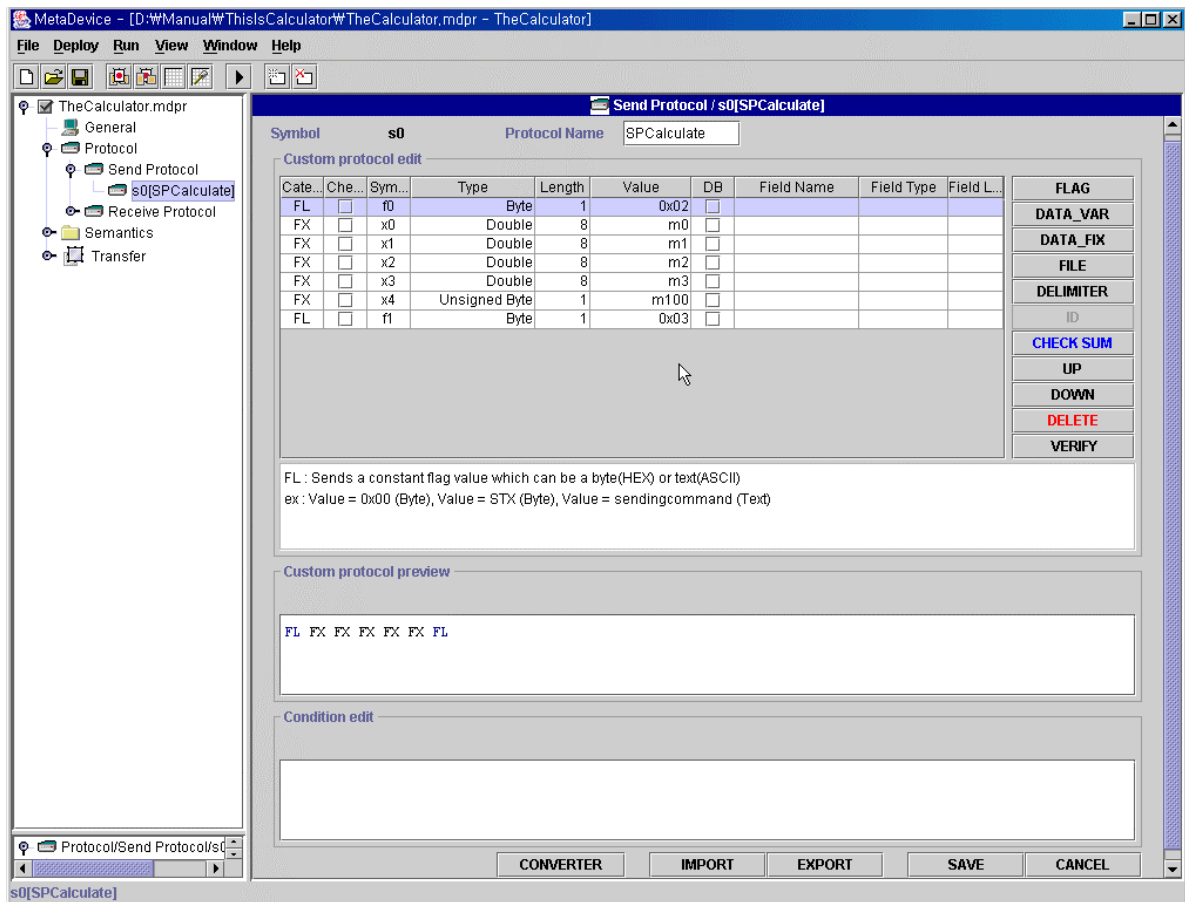 MetaDevice - [D:₩Manual₩ThisIsCalculator₩TheCalculator.mdpr - TheCalculator]
File Deploy Run View Window Help
TheCalculator.mdpr
General
Protocol
Send Protocol
s0[SPCalculate]
Receive Protocol
Semantics
Transfer
Protocol/Send Protocol/s0
Send Protocol / s0[SPCalculate]
Symbol s0 Protocol Name SPCalculate
Custom protocol edit
Cate... Che... Sym... Type Length Value DB Field Name Field Type Field L...
FL f0 Byte 1 0x02
FX x0 Double 8 m0
FX x1 Double 8 m1
FX x2 Double 8 m2
FX x3 Double 8 m3
FX x4 Unsigned Byte 1 m100
FL f1 Byte 1 0x03
FLAG
DATA_VAR
DATA_FIX
FILE
DELIMITER
ID
CHECK SUM
UP
DOWN
DELETE
VERIFY
FL : Sends a constant flag value which can be a byte(HEX) or text(ASCII)
ex : Value = 0x00 (Byte), Value = STX (Byte), Value = sendingcommand (Text)
Custom protocol preview
FL FX FX FX FX FX FL
Condition edit
CONVERTER IMPORT EXPORT SAVE CANCEL
s0[SPCalculate]